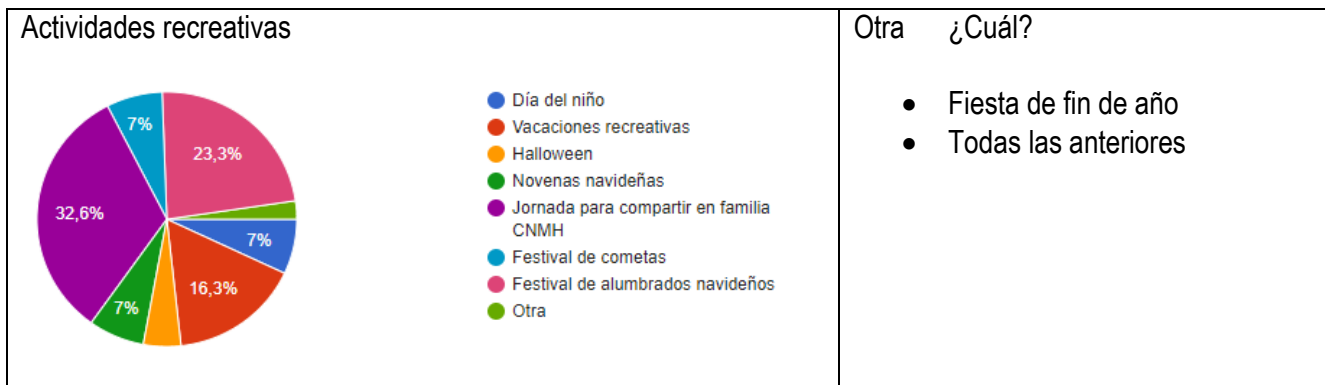 Actividades recreativas
7%
23,3%
32,6%
7%
16,3%
7%
Día del niño
Vacaciones recreativas
Halloween
Novenas navideñas
Jornada para compartir en familia
CNMH
Festival de cometas
Festival de alumbrados navideños
Otra
Otra ¿Cuál?
• Fiesta de fin de año
• Todas las anteriores